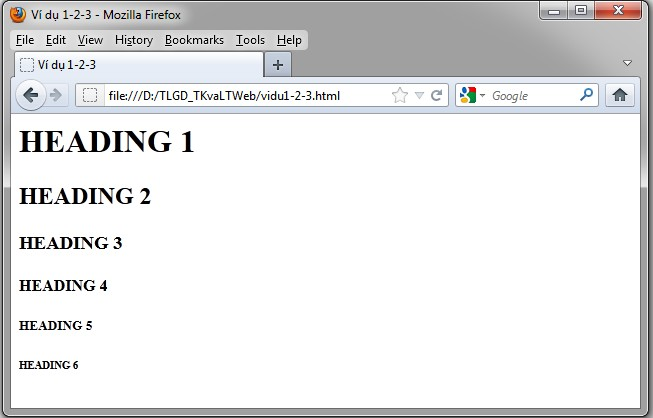 Ví dụ 1-2-3 - Mozilla Firefox
File Edit View History Bookmarks Tools Help
Ví dụ 1-2-3
file:///D:/TLGD_TKvaLTWeb/vidu1-2-3.html
Google
HEADING 1
HEADING 2
HEADING 3
HEADING 4
HEADING 5
HEADING 6